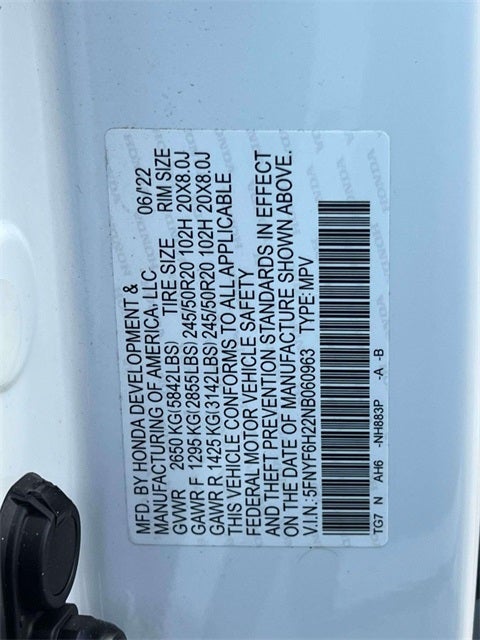 MFD. BY HONDA DEVELOPMENT &
MANUFACTURING OF AMERICA, LLC 06/22
GVWR 2650 KG(5842LBS) TIRE SIZE RIM SIZE
GAWR F 1295 KG(2855LBS) 245/50R20 102H 20X8.0J
GAWR R 1425 KG(3142LBS) 245/50R20 102H 20X8.0J
THIS VEHICLE CONFORMS TO ALL APPLICABLE
FEDERAL MOTOR VEHICLE SAFETY
AND THEFT PREVENTION STANDARDS IN EFFECT
ON THE DATE OF MANUFACTURE SHOWN ABOVE.
V.I.N.:5FNYF6H22NB060963 TYPE:MPV
TG7 N AH6 -NH883P -A -B
HONDA HONDA HONDA